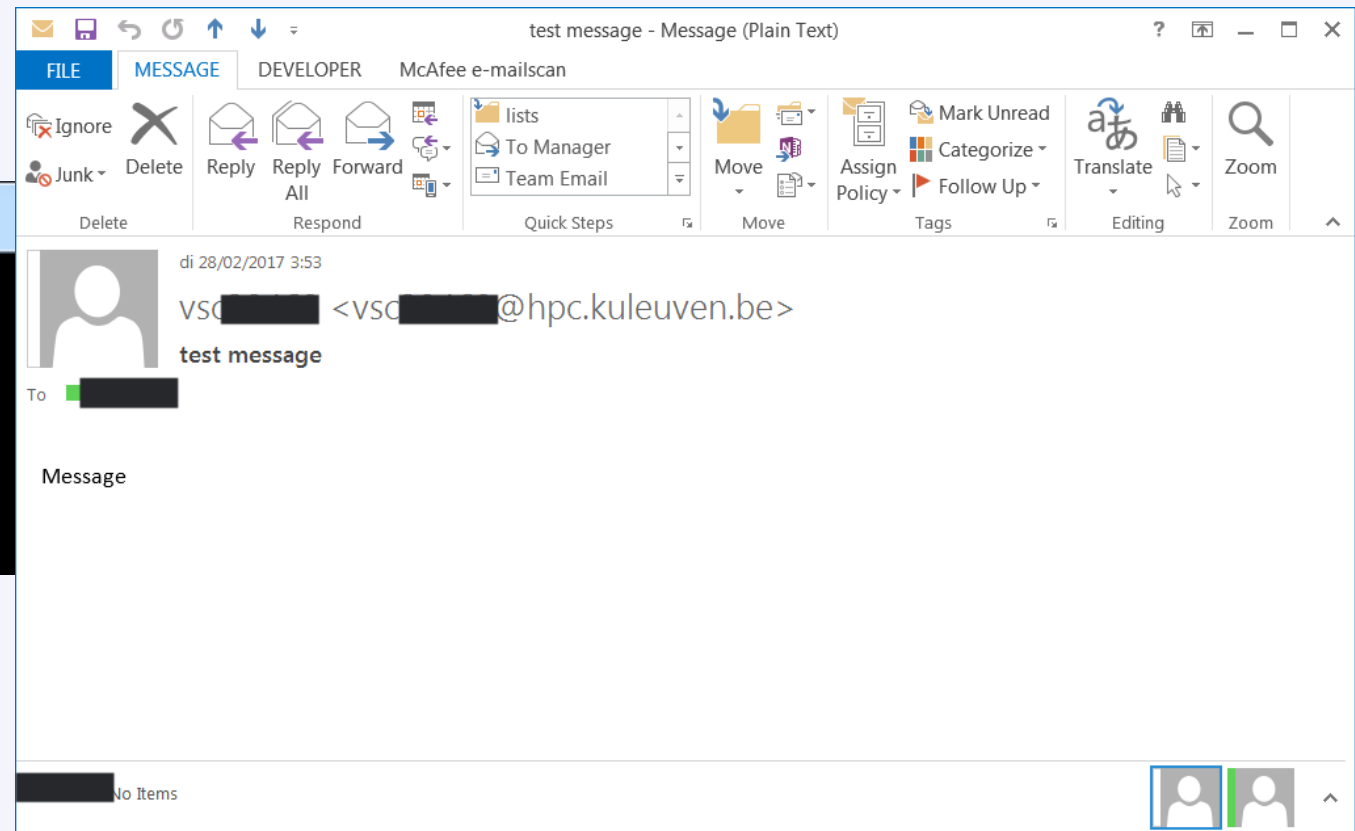 test message - Message (Plain Text) ?
FILE MESSAGE DEVELOPER McAfee e-mailscan
Ignore
Junk
Delete
Reply
Reply All
Forward
lists
To Manager
Team Email
Move
Assign Policy
Mark Unread
Categorize
Follow Up
Translate
Zoom
Delete Respond Quick Steps Move Tags Editing Zoom
di 28/02/2017 3:53
vsc <vsc @hpc.kuleuven.be>
test message
To
Message
No Items